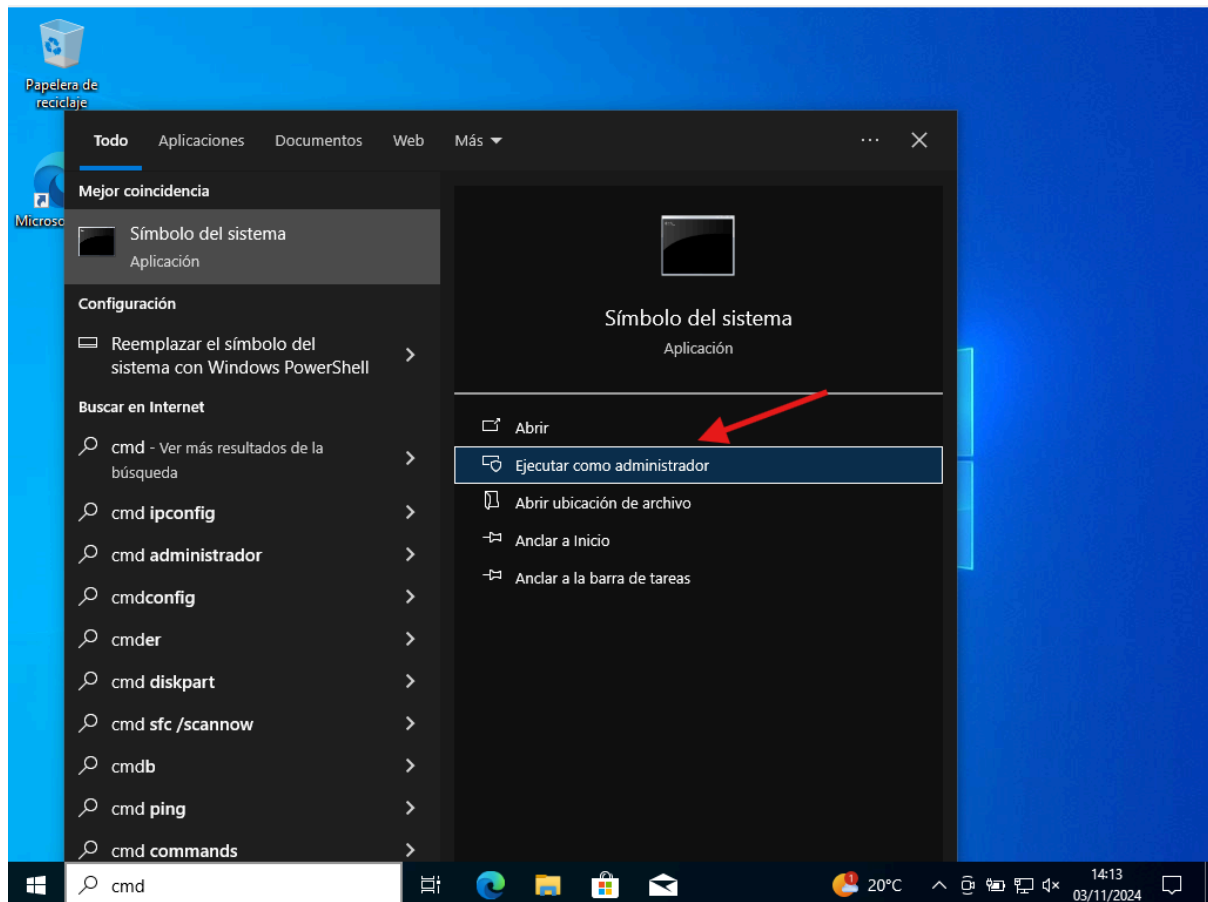 Papelera de
reciclaje
Microso
Todo Aplicaciones Documentos Web Más
Mejor coincidencia
Símbolo del sistema
Aplicación
Configuración
Reemplazar el símbolo del
sistema con Windows PowerShell
Buscar en Internet
cmd - Ver más resultados de la
búsqueda
cmd ipconfig
cmd administrador
cmdconfig
cmder
cmd diskpart
cmd sfc /scannow
cmdb
cmd ping
cmd commands
Símbolo del sistema
Aplicación
Abrir
Ejecutar como administrador
Abrir ubicación de archivo
Anclar a Inicio
Anclar a la barra de tareas
cmd
1
20°C
14:13
03/11/2024